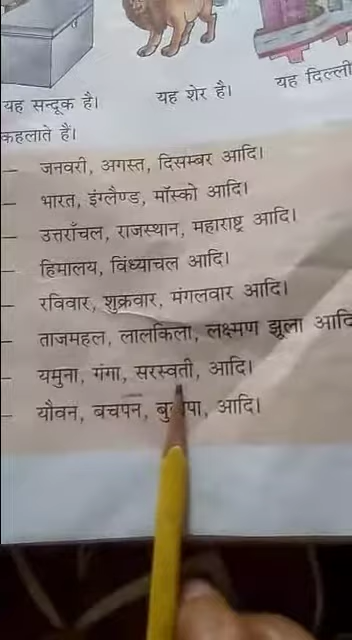 यह सन्दूक है।
यह शेर है।
यह दिल्ली
कहलाते हैं।
– जनवरी, अगस्त, दिसम्बर आदि।
– भारत, इंग्लैण्ड, मॉस्को आदि।
– उत्तराँचल, राजस्थान, महाराष्ट्र आदि।
– हिमालय, विंध्याचल आदि।
– रविवार, शुक्रवार, मंगलवार आदि।
– ताजमहल, लालकिला, लक्ष्मण झूला आदि
– यमुना, गंगा, सरस्वती, आदि।
– यौवन, बचपन, आदि।